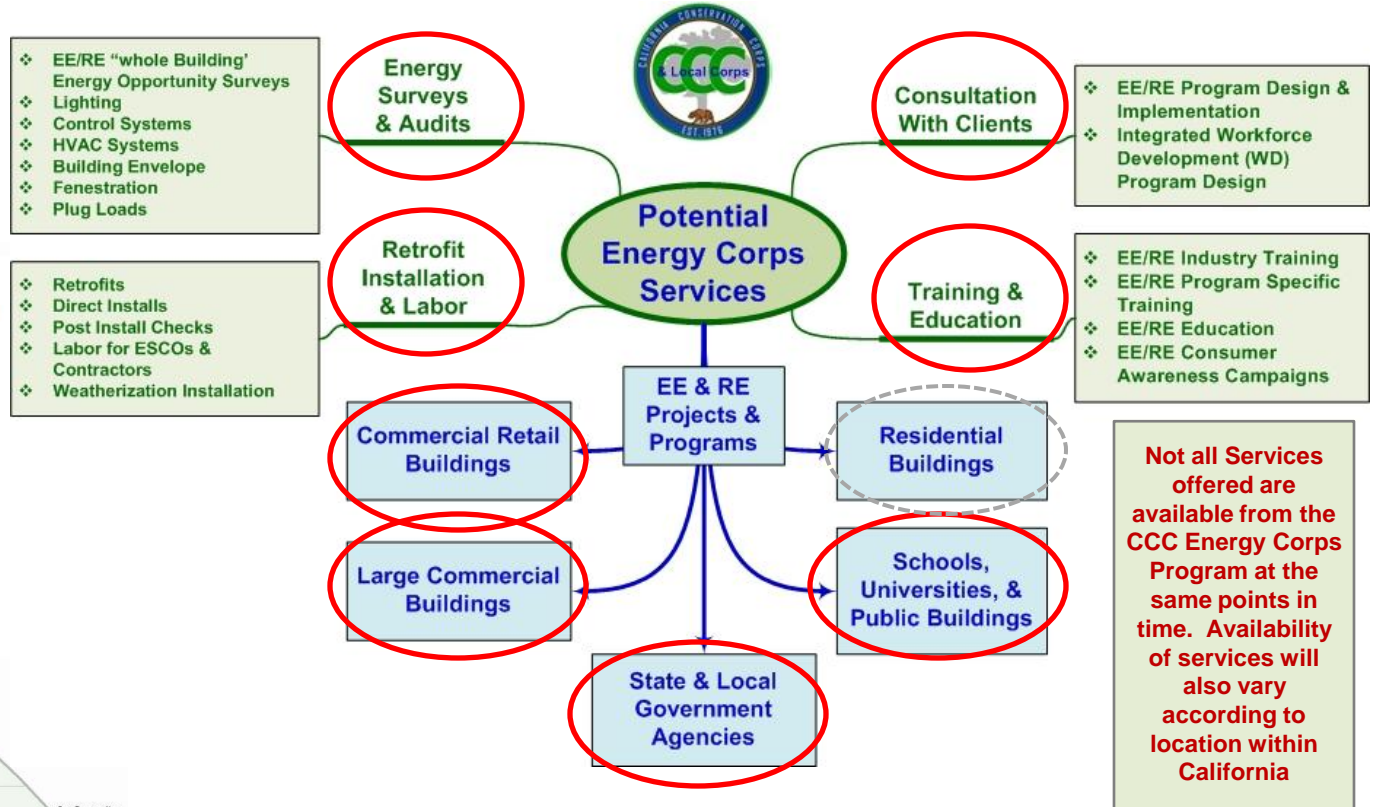 CALIFORNIA CONSERVATION CORPS
CCC
& Local Corps
EST. 1976
❖ EE/RE “whole Building’
Energy Opportunity Surveys
❖ Lighting
❖ Control Systems
❖ HVAC Systems
❖ Building Envelope
❖ Fenestration
❖ Plug Loads
Energy
Surveys
& Audits
Consultation
With Clients
❖ EE/RE Program Design &
Implementation
❖ Integrated Workforce
Development (WD)
Program Design
Potential
Energy Corps
Services
❖ Retrofits
❖ Direct Installs
❖ Post Install Checks
❖ Labor for ESCOs &
Contractors
❖ Weatherization Installation
Retrofit
Installation
& Labor
Training &
Education
❖ EE/RE Industry Training
❖ EE/RE Program Specific
Training
❖ EE/RE Education
❖ EE/RE Consumer
Awareness Campaigns
EE & RE
Projects &
Programs
Commercial Retail
Buildings
Residential
Buildings
Large Commercial
Buildings
Schools,
Universities, &
Public Buildings
State & Local
Government
Agencies
Not all Services
offered are
available from the
CCC Energy Corps
Program at the
same points in
time. Availability
of services will
also vary
according to
location within
California